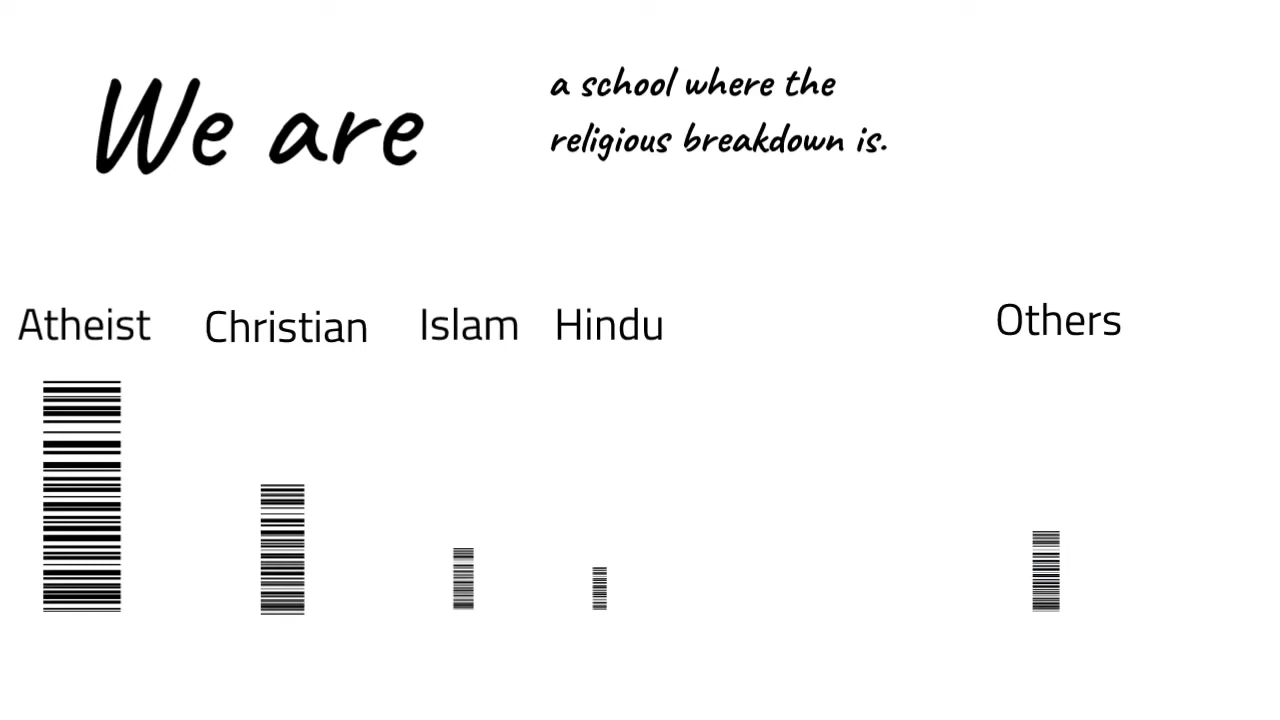 We are
a school where the
religious breakdown is.
Atheist
Christian
Islam
Hindu
Others